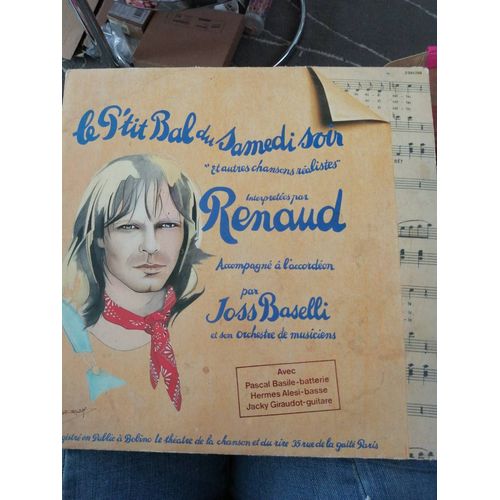 le P'tit Bal du Samedi soir
"et autres chansons réalistes"
Interpretées par
Renaud
Accompagné à l'accordéon
par
Joss Baselli
et son orchestre de musiciens
Avec
Pascal Basile-batterie
Hermes Alesi-basse
Jacky Giraudot-guitare
en Public à Bobino le théatre de la chanson et du rire 35 rue de la gaité Paris